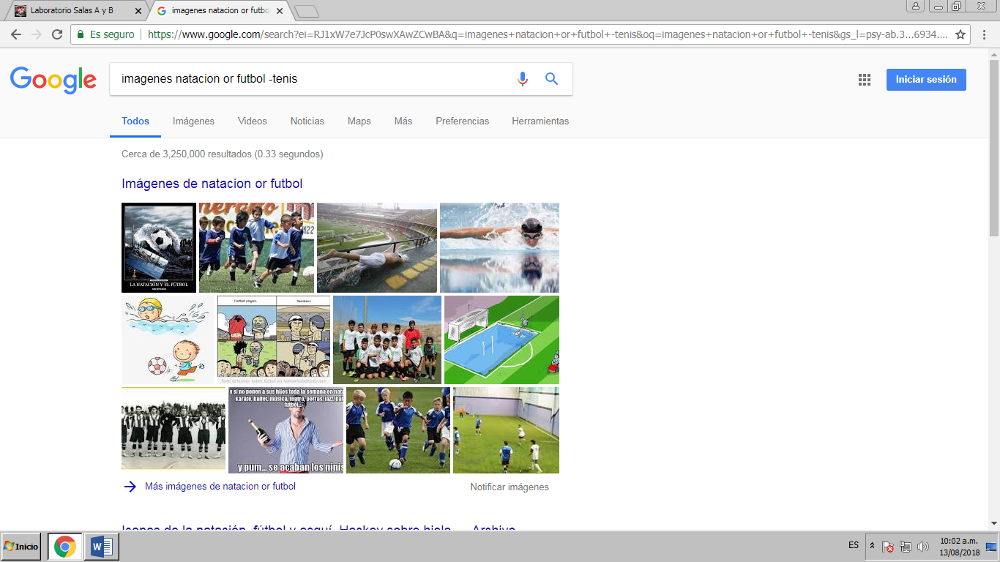 Laboratorio Salas A y B
imagenes natacion or futbo
Es seguro
https://www.google.com/search?ei=RJ1xW7e7JcP0swXAwZCwBA&q=imagenes+natacion+or+futbol+-tenis&oq=imagenes+natacion+or+futbol+-tenis&gs_l=psy-ab.3...6934....
Google
imagenes natacion or futbol -tenis
Iniciar sesión
Todos Imágenes Videos Noticias Maps Más Preferencias Herramientas
Cerca de 3,250,000 resultados (0.33 segundos)
Imágenes de natacion or futbol
LA NATACIÓN Y EL FÚTBOL
122
Football players
Swimmers
y si no ponen a sus hijos toda la semana en nat
karate, ballet, música, teatro, porras, jazz, bal
futbol...
y pum... se acaban los ninis
Más imágenes de natacion or futbol
Notificar imágenes
Iconos de la natación, fútbol y esquí. Hockey sobre hielo ... - Archivo
Inicio
W
ES
10:02 a.m.
13/08/2018